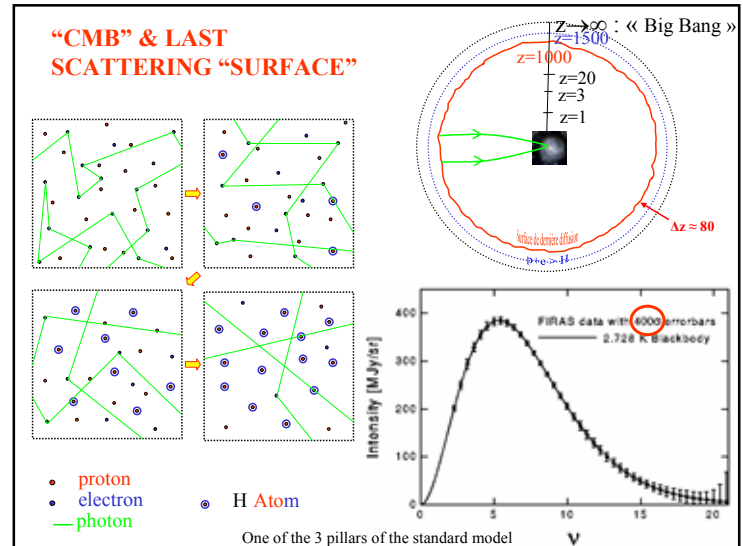 “CMB” & LAST
SCATTERING “SURFACE”
z→∞ : « Big Bang »
z=1500
z=1000
z=20
z=3
z=1
Surface de dernière diffusion
p+e > H
Δz ≈ 80
proton
electron
photon
H Atom
400
300
200
100
0
Intensity [MJy/sr]
FIRAS data with 400σ errorbars
2.728 K Blackbody
0 5 10 15 20
ν
One of the 3 pillars of the standard model